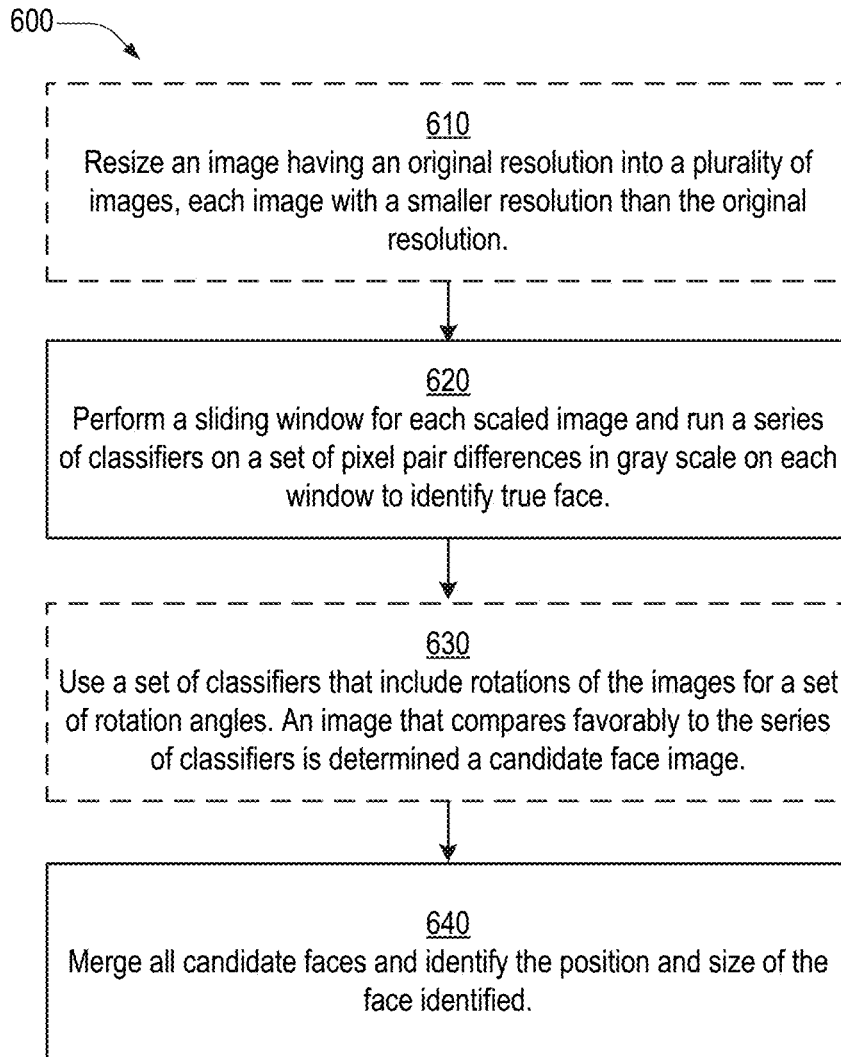 600
610
Resize an image having an original resolution into a plurality of
images, each image with a smaller resolution than the original
resolution.
620
Perform a sliding window for each scaled image and run a series
of classifiers on a set of pixel pair differences in gray scale on each
window to identify true face.
630
Use a set of classifiers that include rotations of the images for a set
of rotation angles. An image that compares favorably to the series
of classifiers is determined a candidate face image.
640
Merge all candidate faces and identify the position and size of the
face identified.